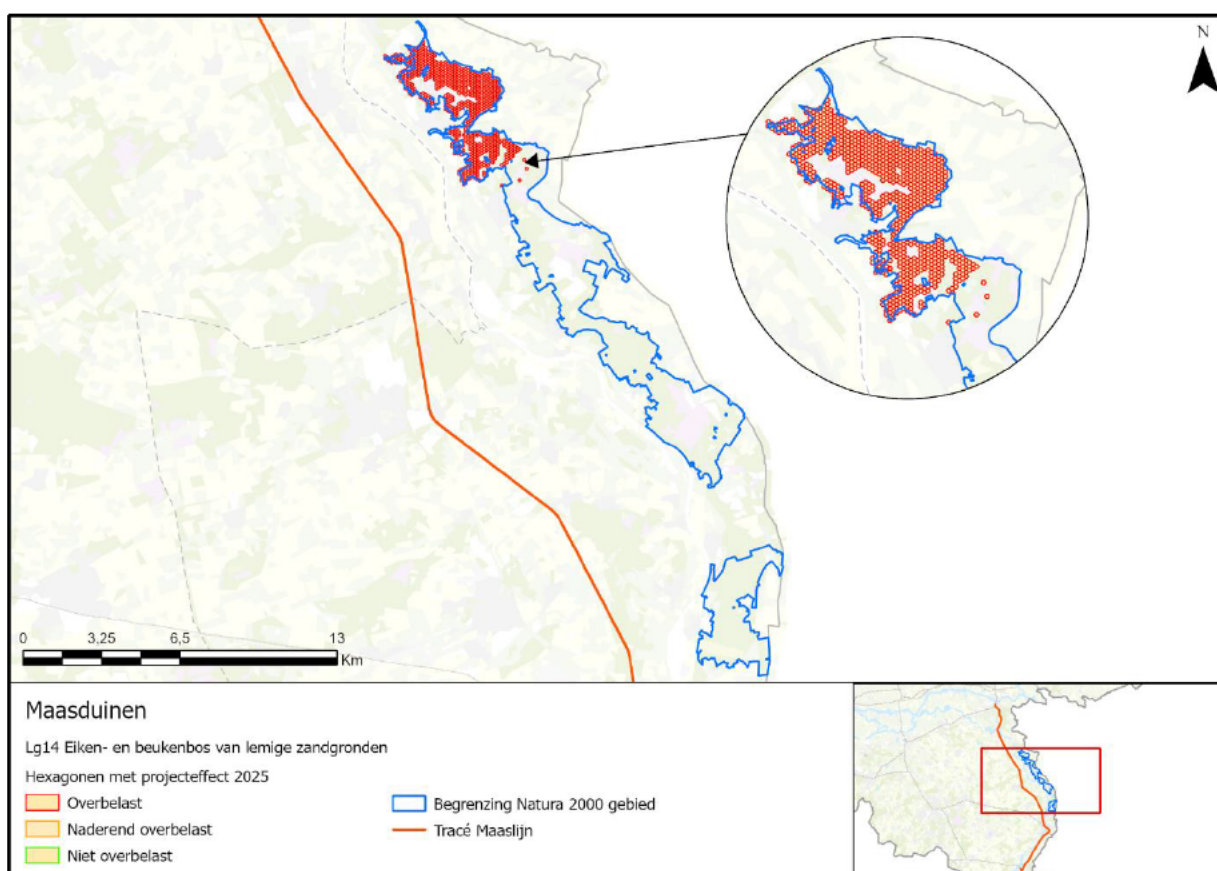 N
0 3,25 6,5 13
Km
Maasduinen
Lg14 Eiken- en beukenbos van lemige zandgronden
Hexagonen met projecteffect 2025
Overbelast
Naderend overbelast
Niet overbelast
Begrenzing Natura 2000 gebied
Tracé Maaslijn